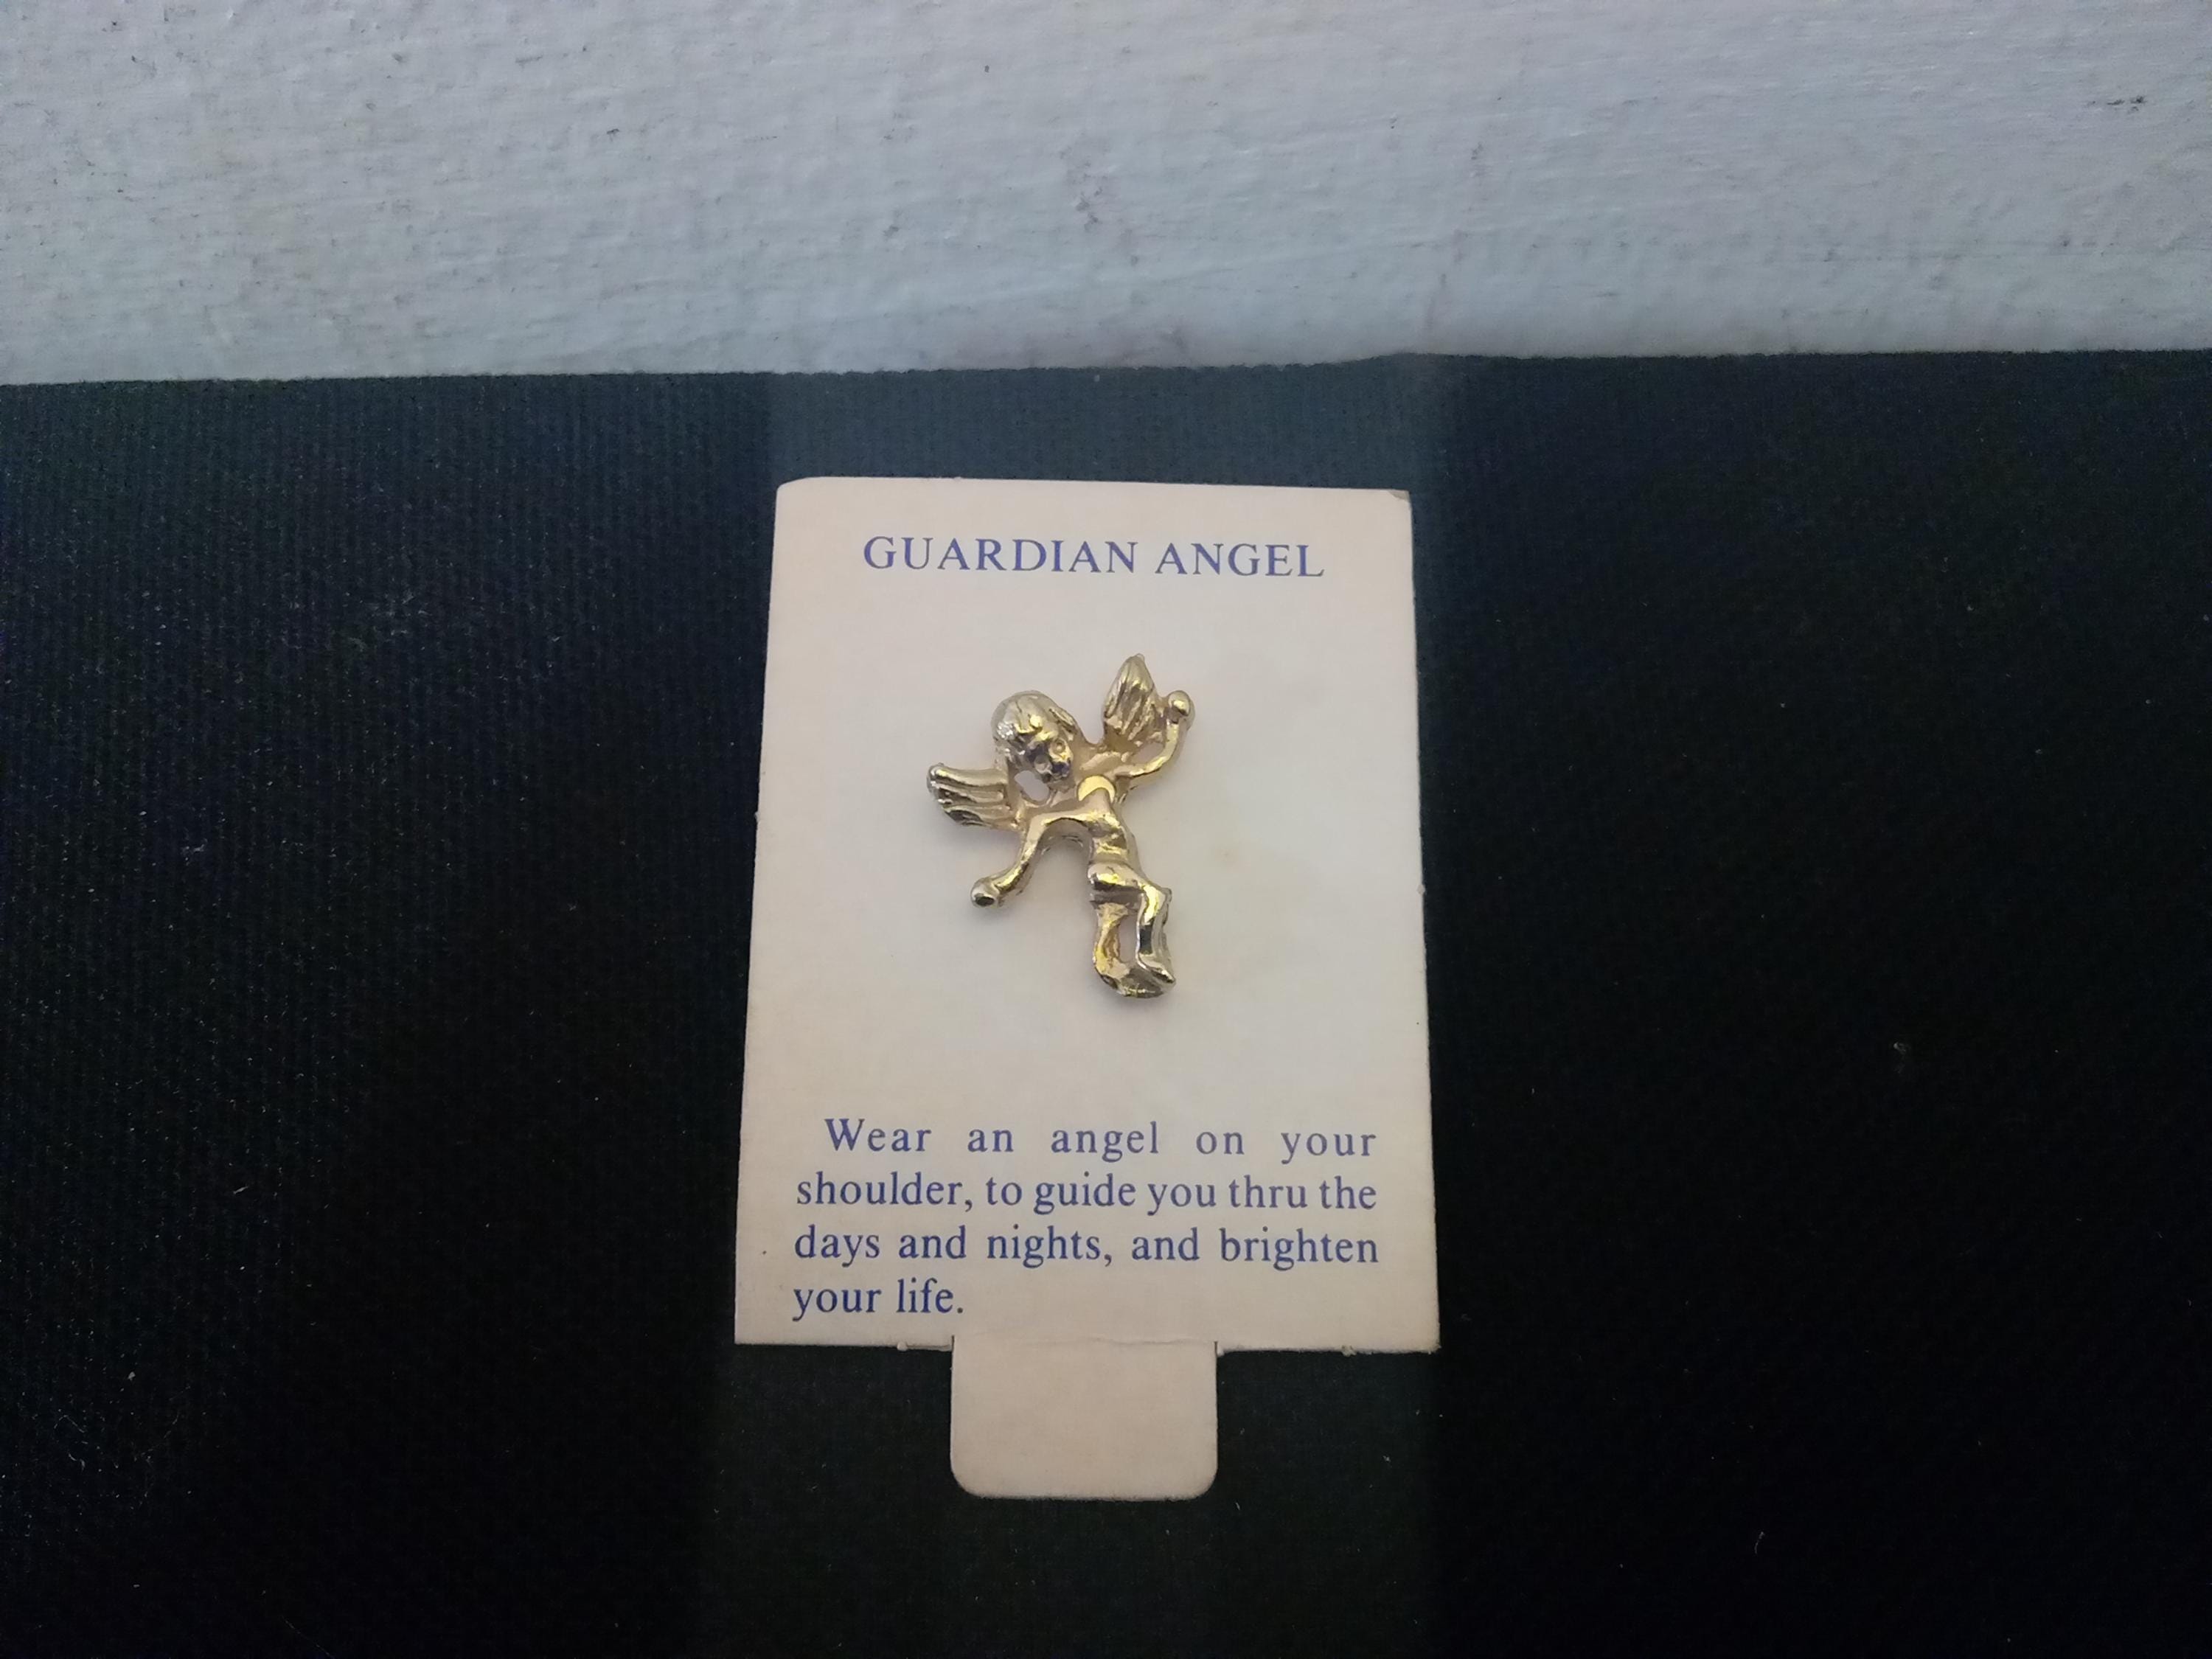 GUARDIAN ANGEL
Wear an angel on your
shoulder, to guide you thru the
days and nights, and brighten
your life.